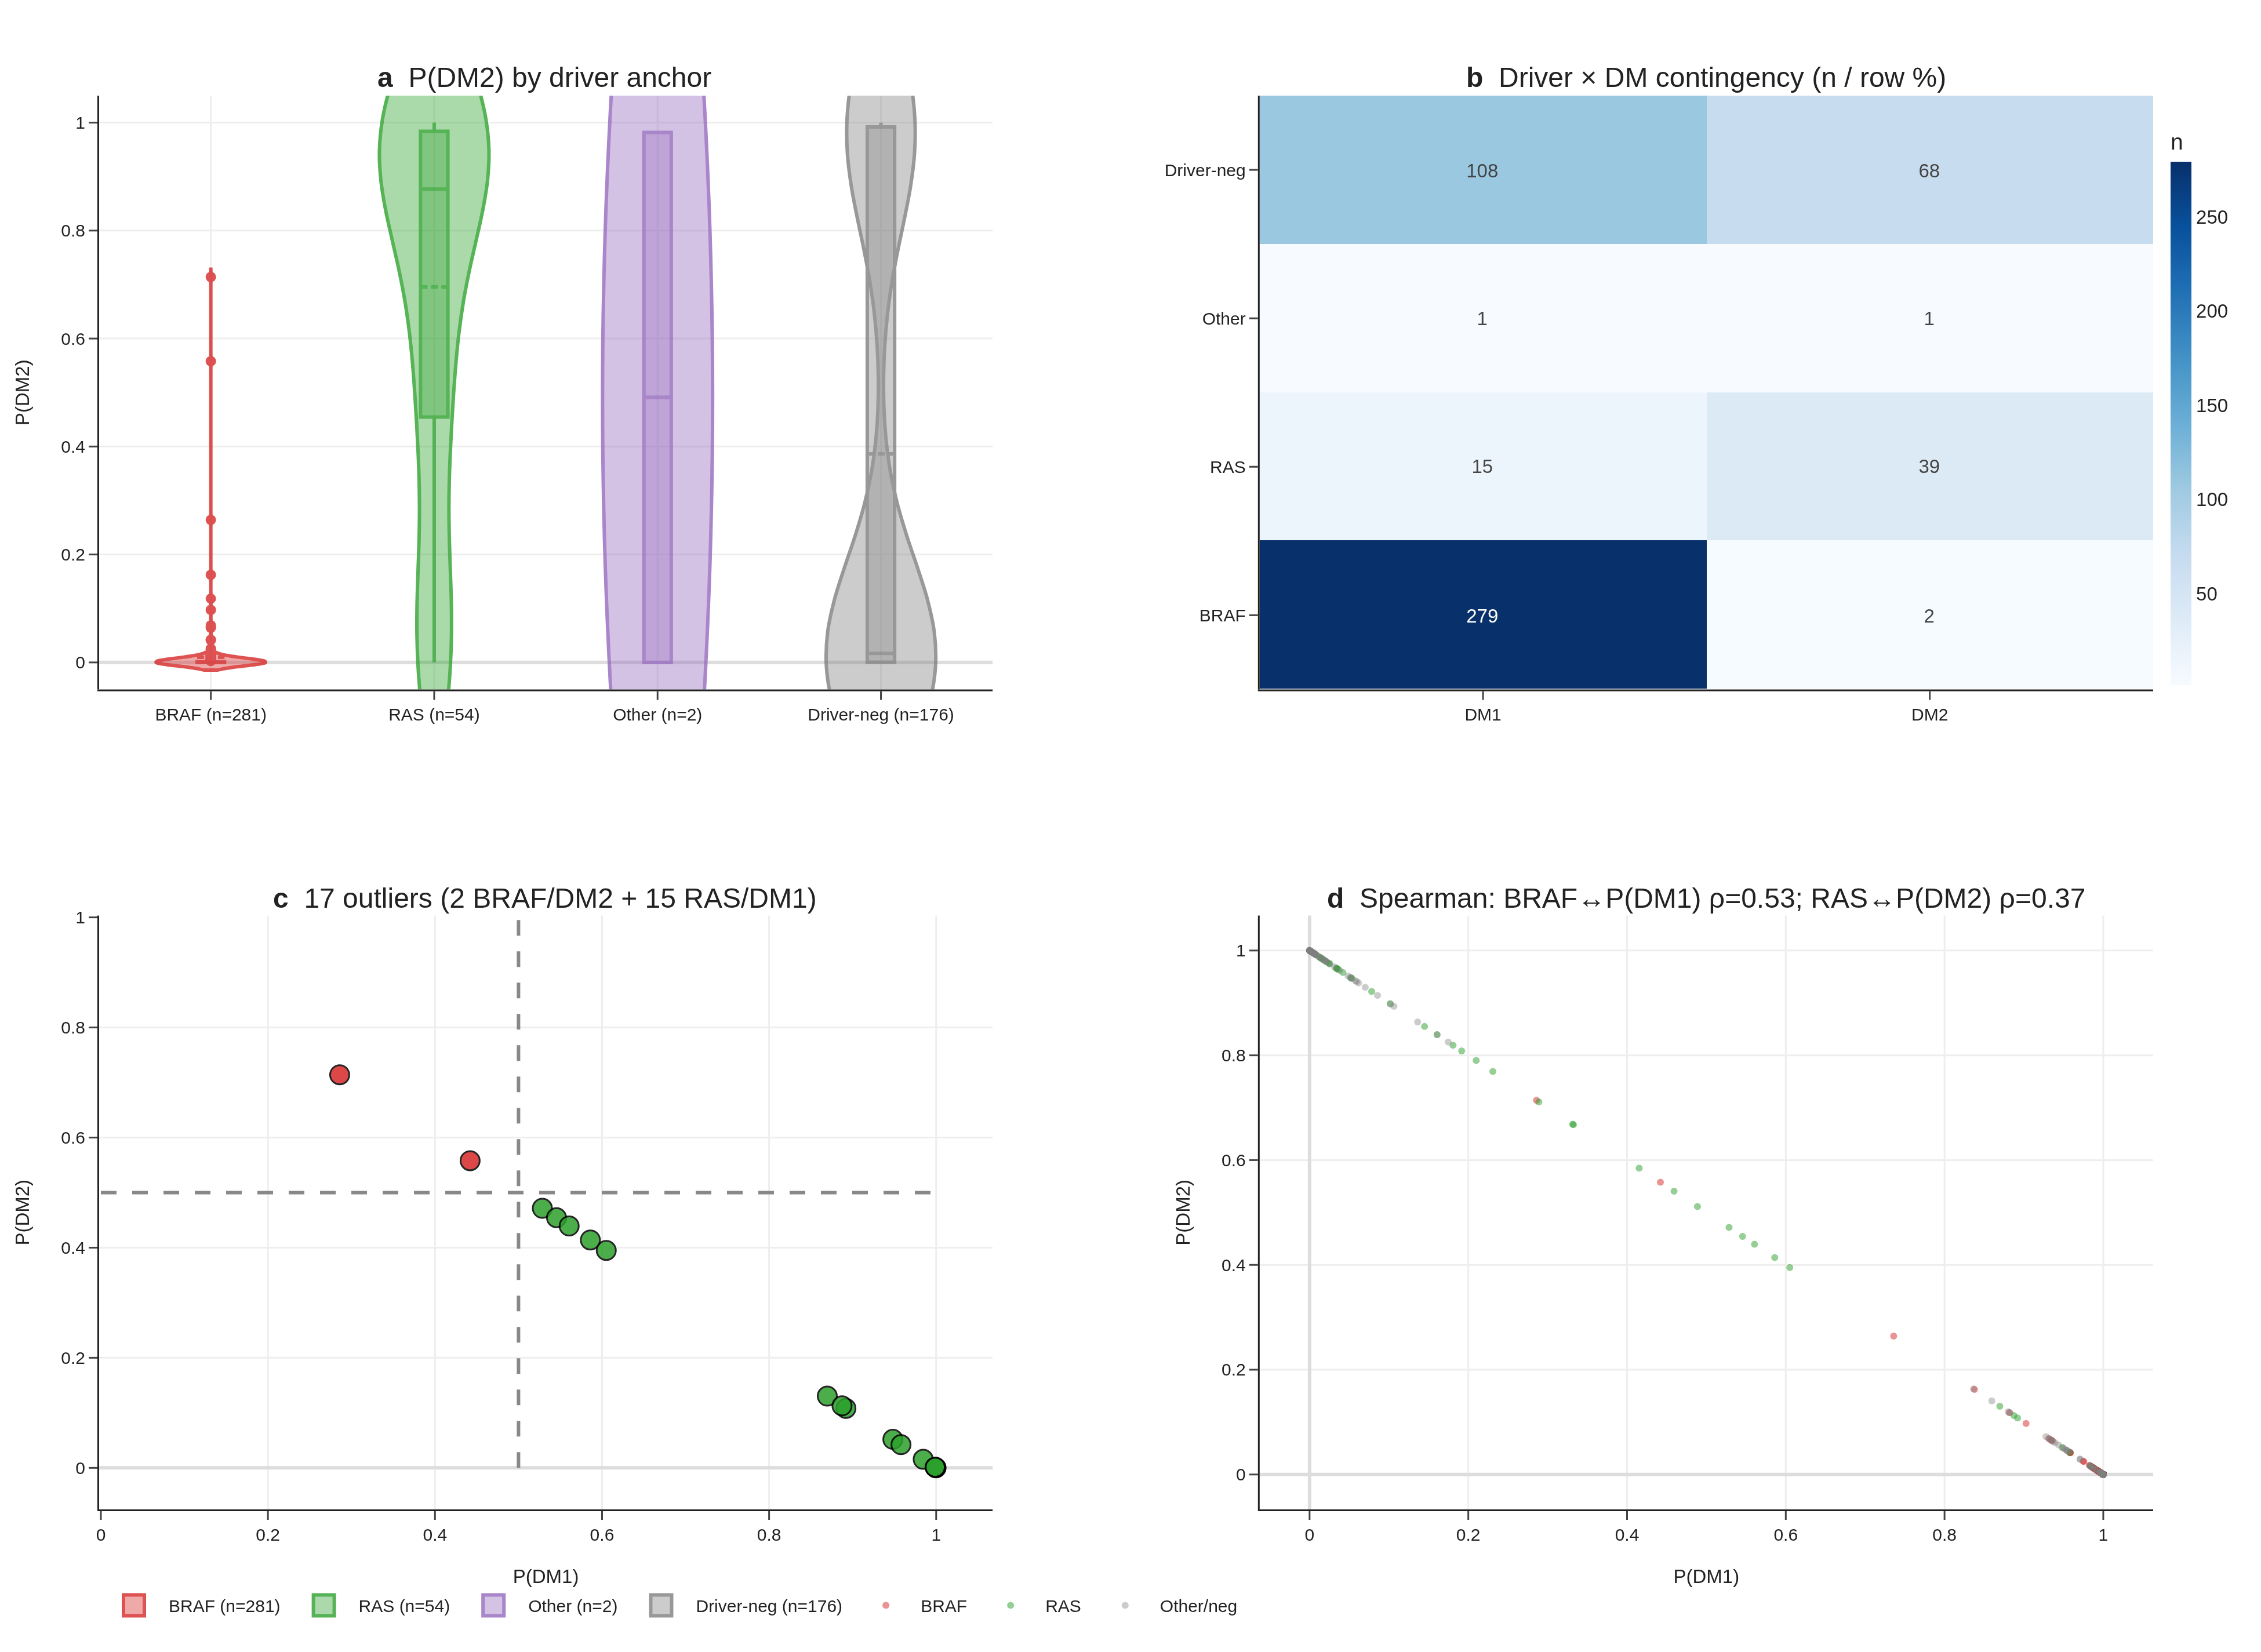 a P(DM2) by driver anchor
1
0.8
0.6
0.4
0.2
0
P(DM2)
BRAF (n=281)
RAS (n=54)
Other (n=2)
Driver-neg (n=176)
b Driver × DM contingency (n / row %)
Driver-neg
Other
RAS
BRAF
108
68
1
1
15
39
279
2
DM1
DM2
n
250
200
150
100
50
c 17 outliers (2 BRAF/DM2 + 15 RAS/DM1)
1
0.8
0.6
0.4
0.2
0
P(DM2)
0
0.2
0.4
0.6
0.8
1
P(DM1)
d Spearman: BRAF↔P(DM1) ρ=0.53; RAS↔P(DM2) ρ=0.37
1
0.8
0.6
0.4
0.2
0
P(DM2)
0
0.2
0.4
0.6
0.8
1
P(DM1)
BRAF (n=281)
RAS (n=54)
Other (n=2)
Driver-neg (n=176)
BRAF
RAS
Other/neg